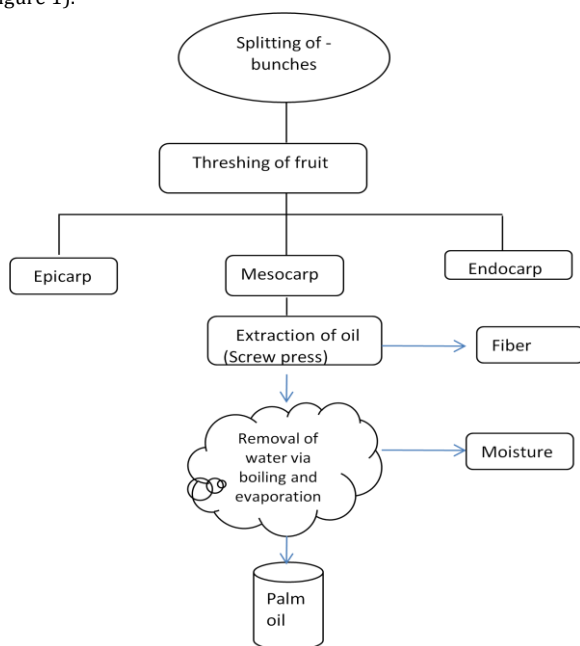 igure 1).
Splitting of -
bunches
Threshing of fruit
Epicarp
Mesocarp
Endocarp
Extraction of oil
(Screw press)
Fiber
Removal of
water via
boiling and
evaporation
Moisture
Palm
oil